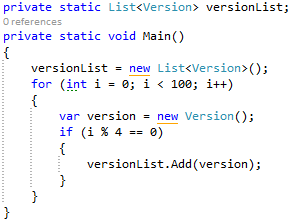 private static List<Version> versionList;
0 references
private static void Main()
{
    versionList = new List<Version>();
    for (int i = 0; i < 100; i++)
    {
        var version = new Version();
        if (i % 4 == 0)
        {
            versionList.Add(version);
        }
    }
}